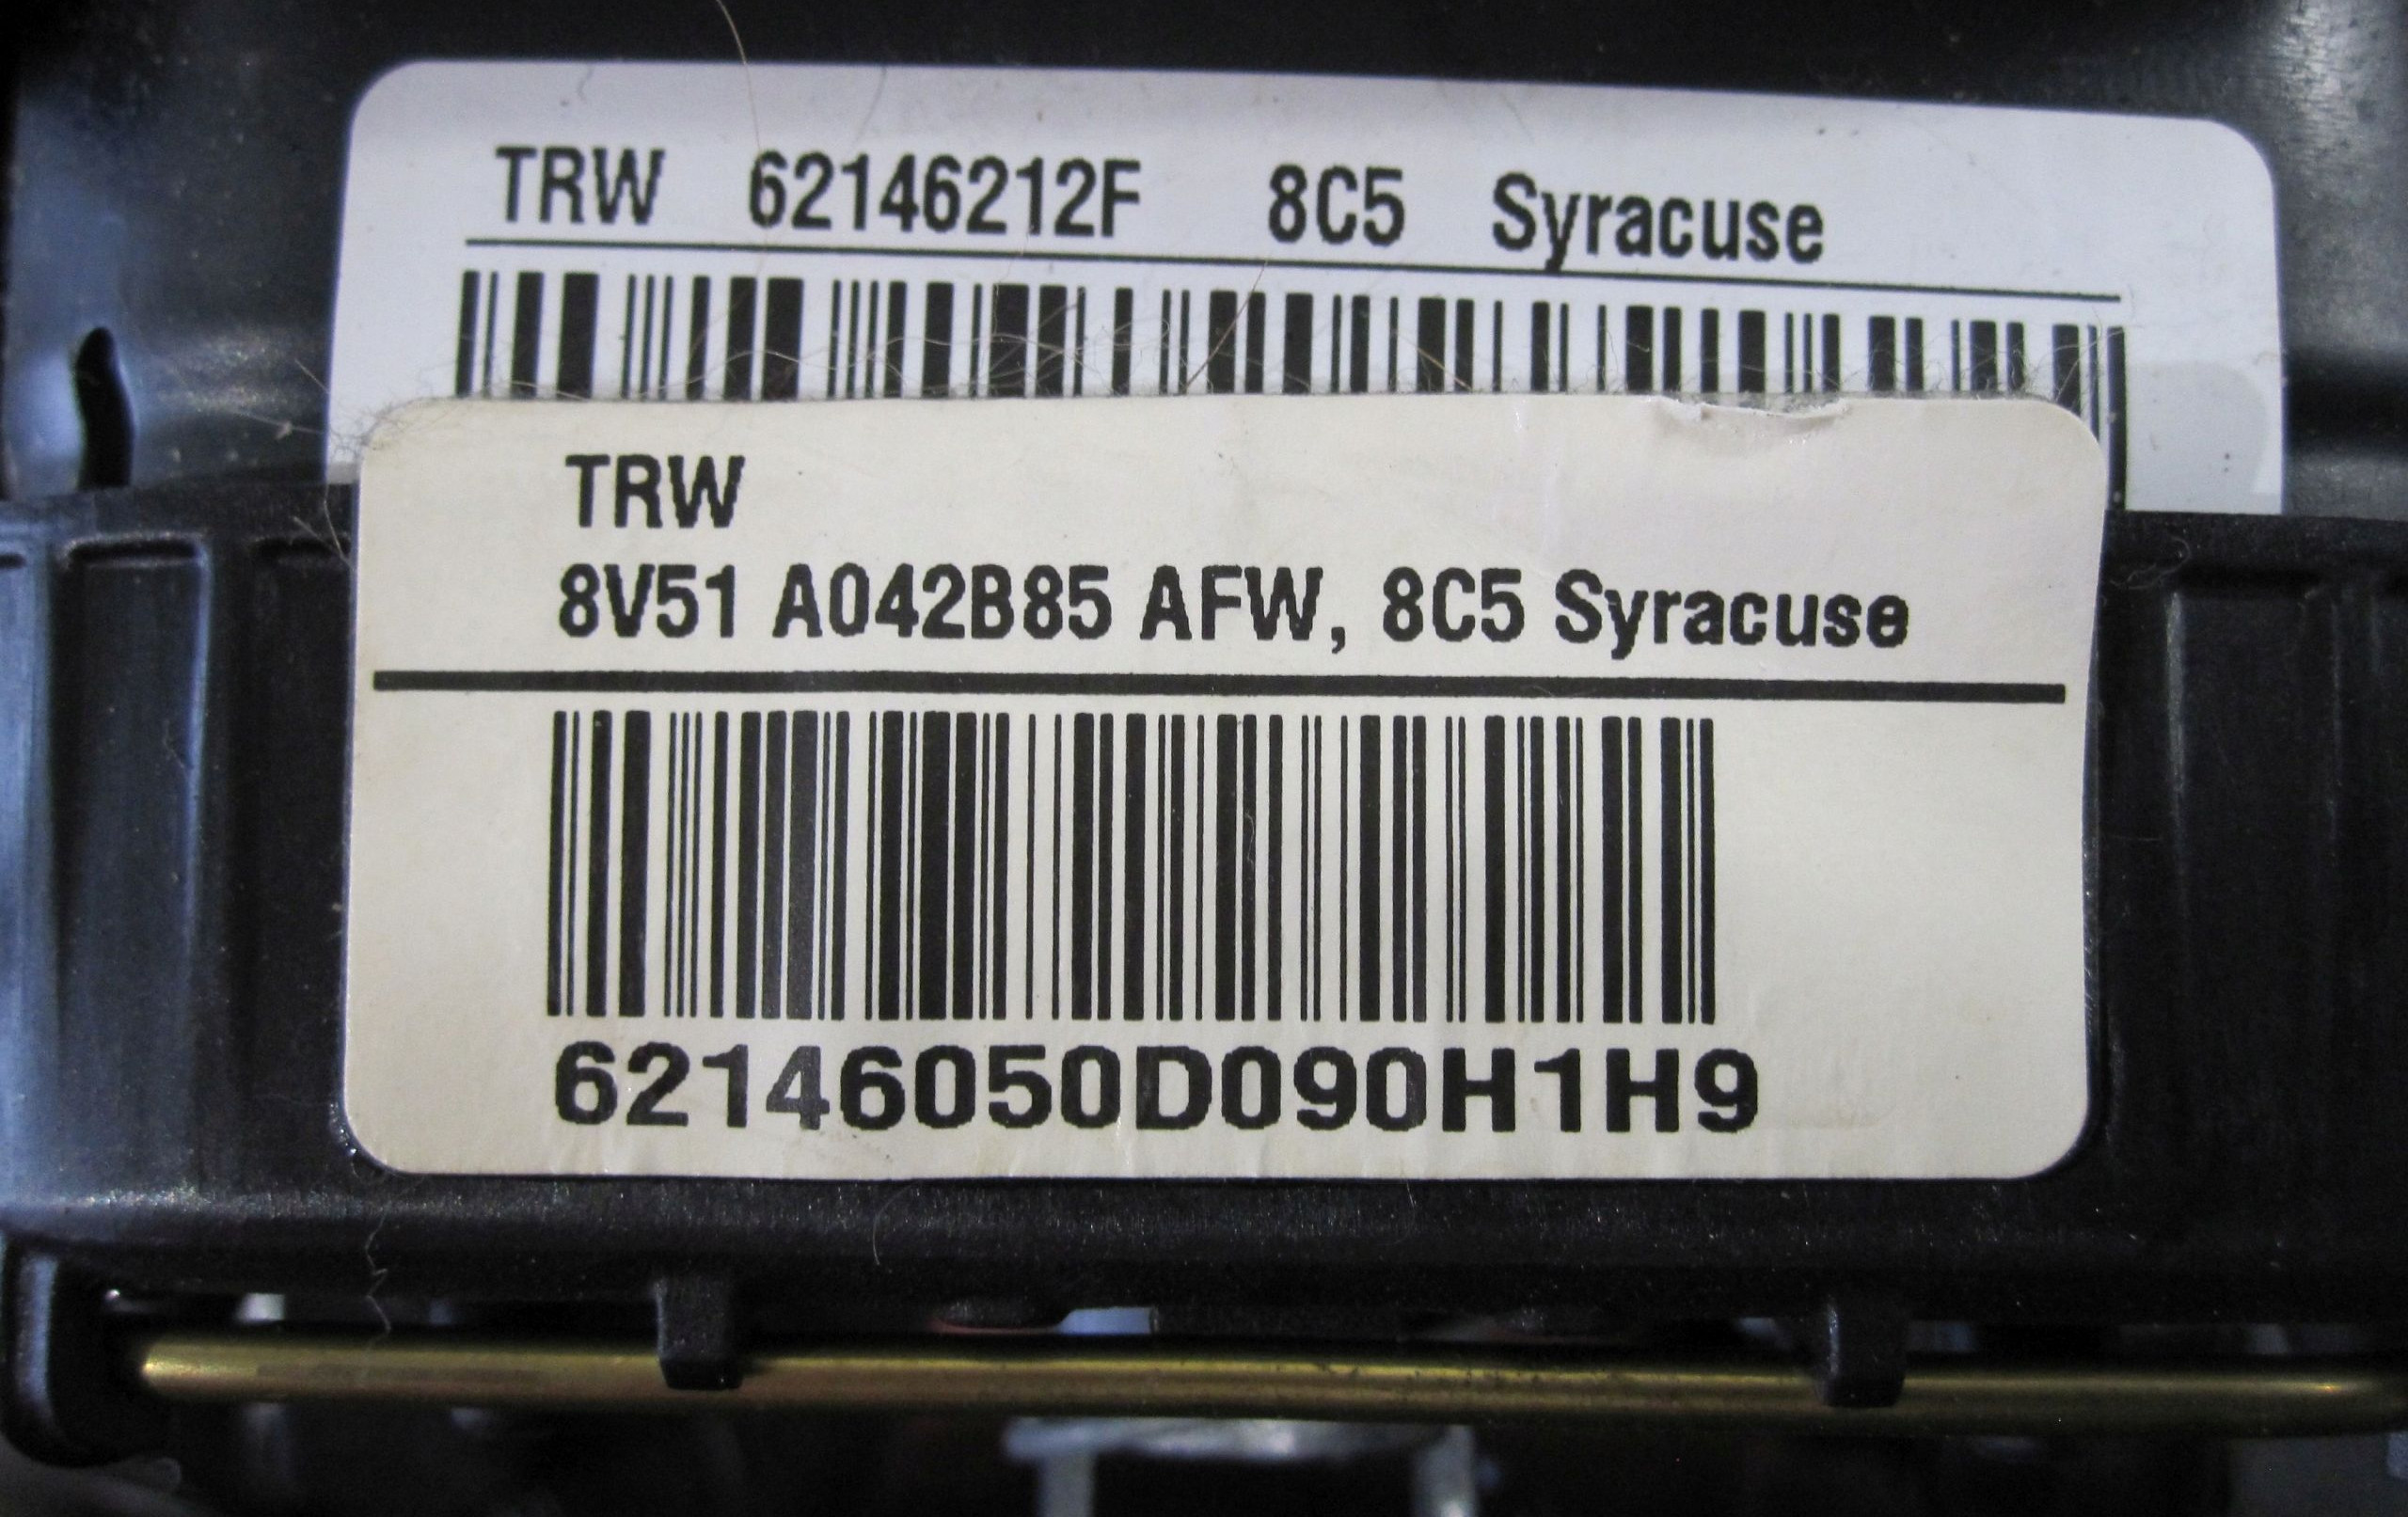 TRW 62146212F 8C5 Syracuse
TRW
8V51 A042B85 AFW, 8C5 Syracuse
62146050D090H1H9